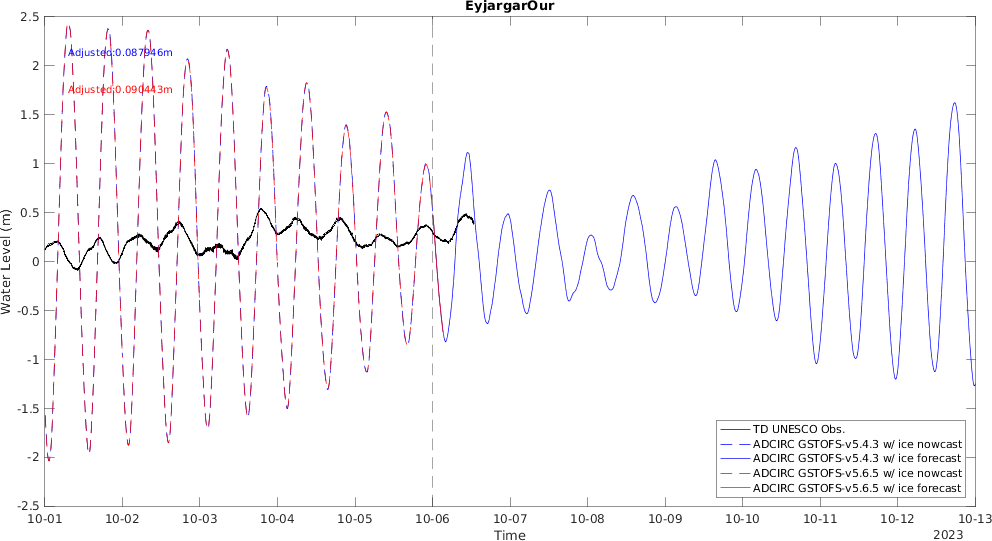 EyjargarOur
Adjusted:0.087946m
Adjusted:0.090443m
Water Level (m)
2.5
2
1.5
1
0.5
0
-0.5
-1
-1.5
-2
-2.5
TD UNESCO Obs.
ADCIRC GSTOFS-v5.4.3 w/ ice nowcast
ADCIRC GSTOFS-v5.4.3 w/ ice forecast
ADCIRC GSTOFS-v5.6.5 w/ ice nowcast
ADCIRC GSTOFS-v5.6.5 w/ ice forecast
10-01 10-02 10-03 10-04 10-05 10-06 10-07 10-08 10-09 10-10 10-11 10-12 10-13
Time
2023